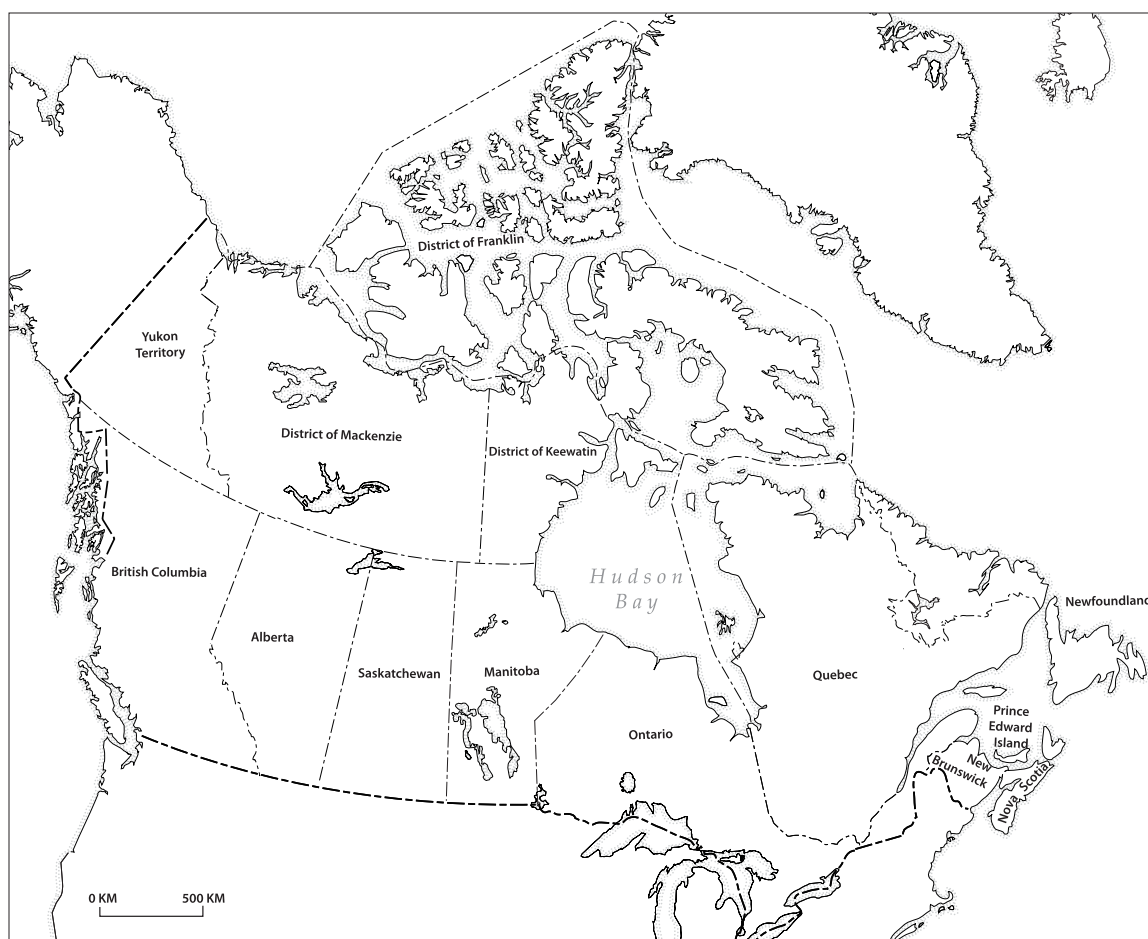 District of Franklin
Yukon
Territory
District of Mackenzie
District of Keewatin
British Columbia
Hudson
Bay
Newfoundland
Alberta
Saskatchewan
Manitoba
Quebec
Ontario
Prince
Edward
Island
New
Brunswick
Nova Scotia
0 KM 500 KM